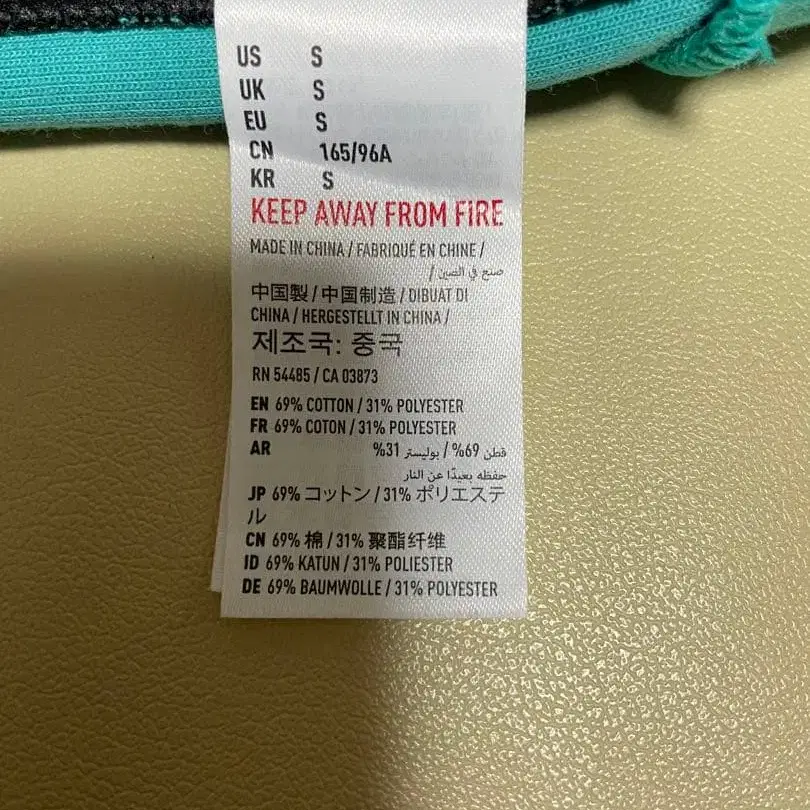 US S
UK S
EU S
CN 165/96A
KR S
KEEP AWAY FROM FIRE
MADE IN CHINA / FABRIQUÉ EN CHINE /
صنع في الصين /
中国製 / 中国制造 / DIBUAT DI
CHINA / HERGESTELLT IN CHINA /
제조국: 중국
RN 54485 / CA 03873
EN 69% COTTON / 31% POLYESTER
FR 69% COTON / 31% POLYESTER
AR قطن 69% / بوليستر 31%
حفظه بعيدًا عن النار
JP 69% コットン / 31% ポリエステ
ル
CN 69% 棉 / 31% 聚酯纤维
ID 69% KATUN / 31% POLIESTER
DE 69% BAUMWOLLE / 31% POLYESTER